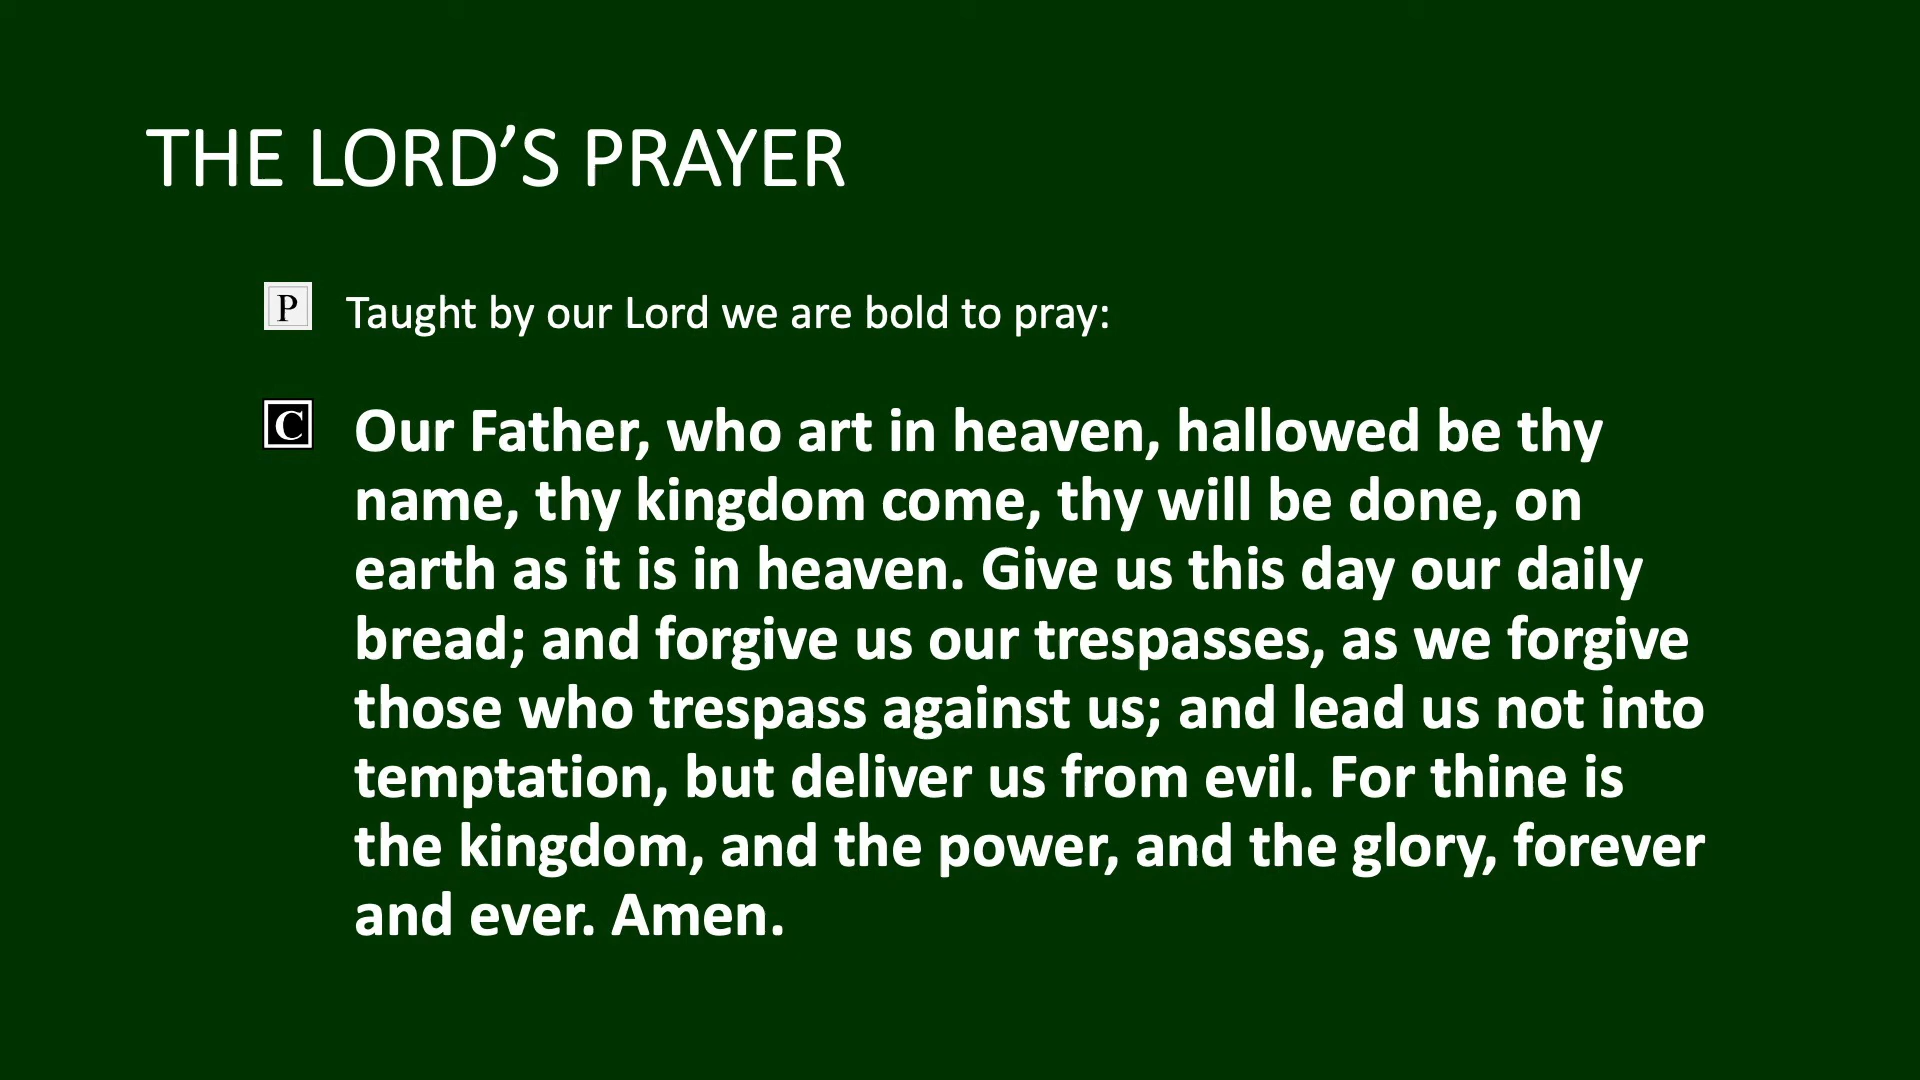 THE LORD’S PRAYER
P Taught by our Lord we are bold to pray:
C Our Father, who art in heaven, hallowed be thy
name, thy kingdom come, thy will be done, on
earth as it is in heaven. Give us this day our daily
bread; and forgive us our trespasses, as we forgive
those who trespass against us; and lead us not into
temptation, but deliver us from evil. For thine is
the kingdom, and the power, and the glory, forever
and ever. Amen.